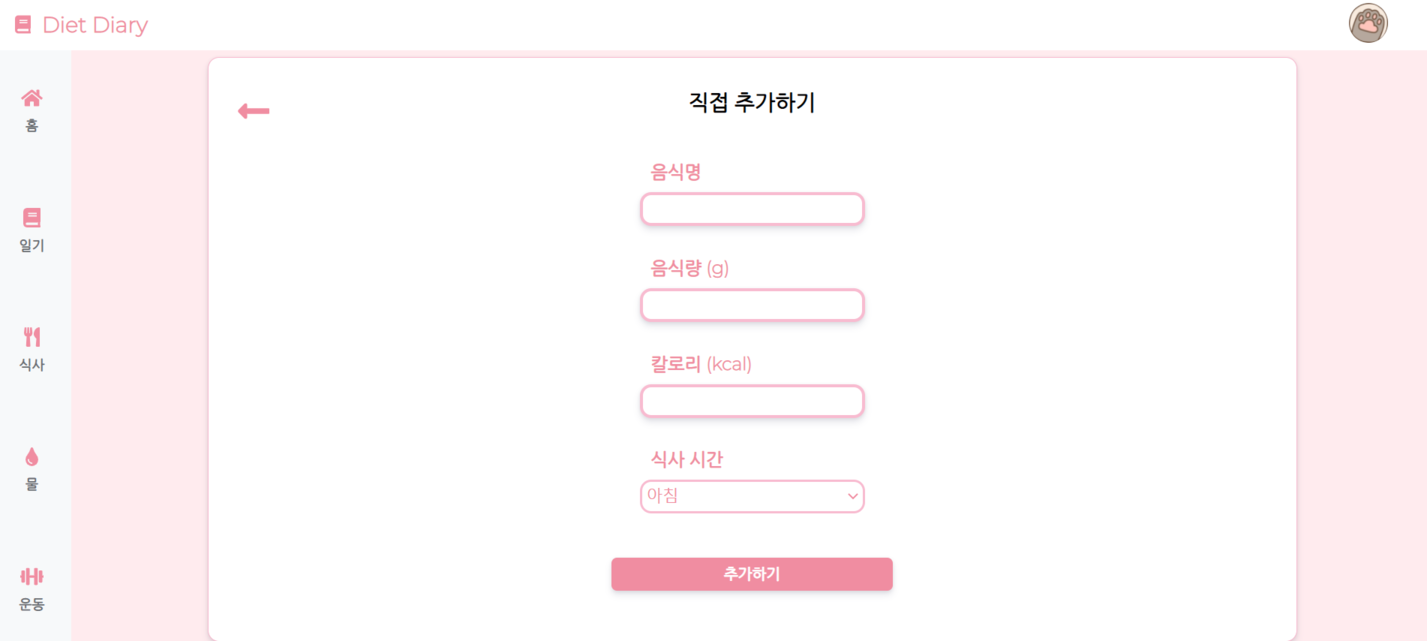 Diet Diary
홈
일기
식사
물
운동
직접 추가하기
음식명
음식량 (g)
칼로리 (kcal)
식사 시간
아침
추가하기